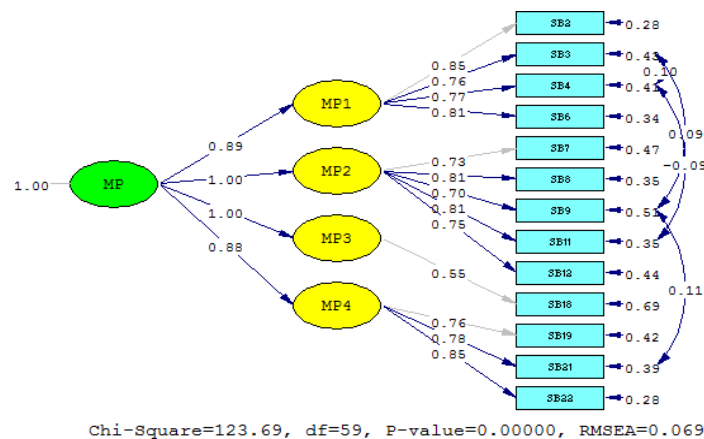 SB2
0.28
SB3
0.43
0.10
SB4
0.41
SB6
0.34
0.09
SB7
0.47
-0.09
SB8
0.35
SB9
0.51
SB11
0.35
SB12
0.44
SB18
0.69
0.11
SB19
0.42
SB21
0.39
SB22
0.28
0.85
0.76
0.77
0.81
MP1
0.89
0.73
0.81
0.70
0.81
0.75
MP2
1.00
1.00
MP
1.00
MP3
0.55
0.88
MP4
0.76
0.78
0.85
Chi-Square=123.69, df=59, P-value=0.00000, RMSEA=0.069